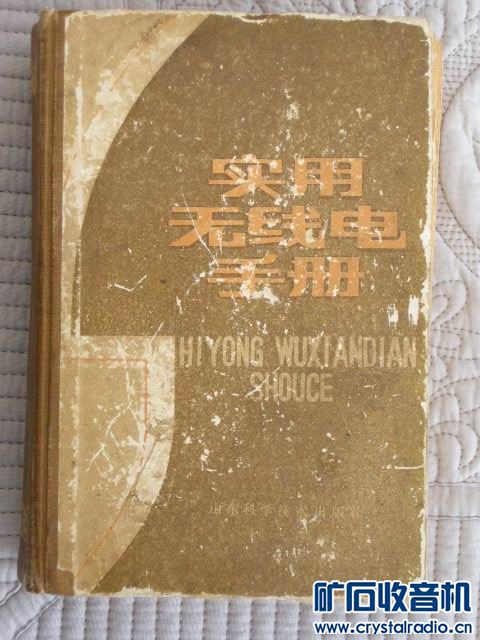 实用
无线电
手册
HIYONG WUXIANDIAN
SHOUCE
山东科学技术出版社
矿石收音机
www.crystalradio.cn